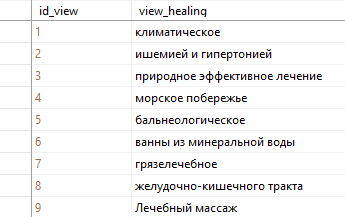 id_view view_healing
1 климатическое
2 ишемией и гипертонией
3 природное эффективное лечение
4 морское побережье
5 бальнеологическое
6 ванны из минеральной воды
7 грязелечебное
8 желудочно-кишечного тракта
9 Лечебный массаж